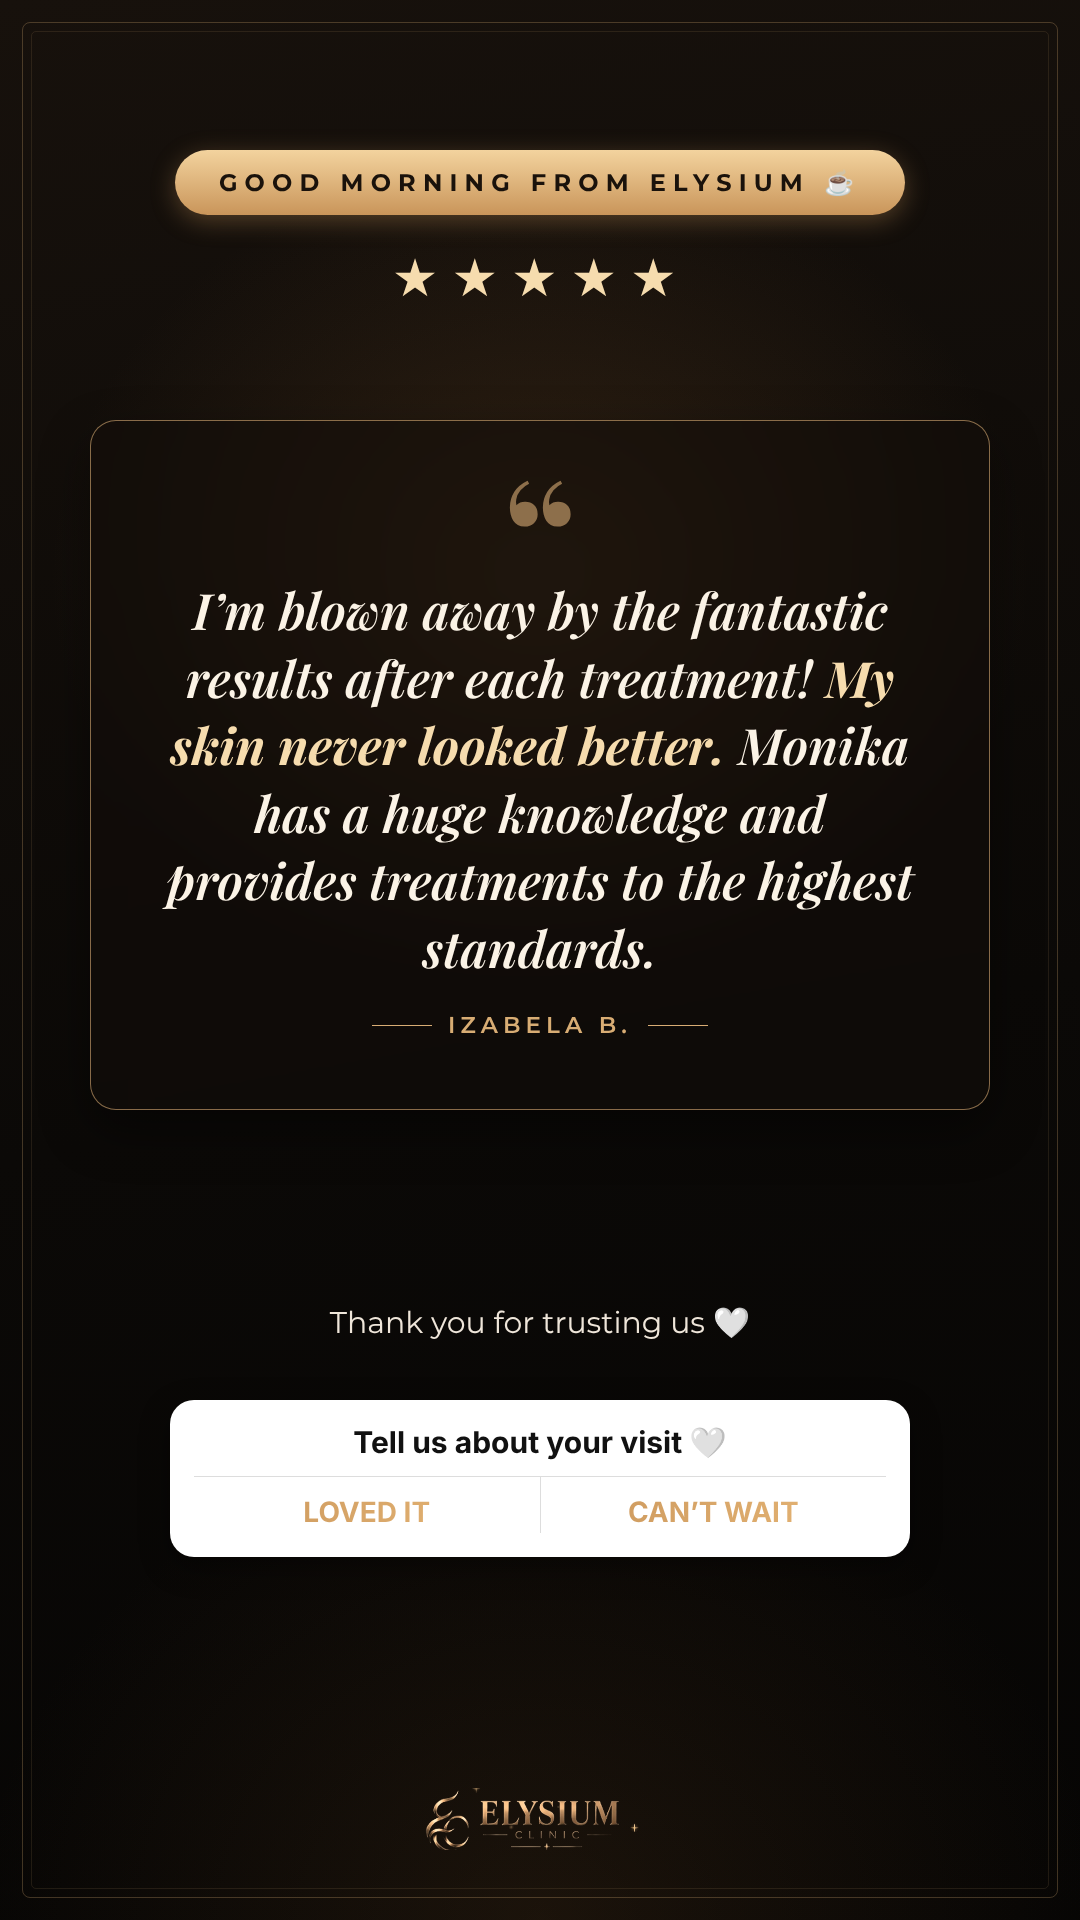 GOOD MORNING FROM ELYSIUM ☕
★★★★★
“
I’m blown away by the fantastic
results after each treatment! My
skin never looked better. Monika
has a huge knowledge and
provides treatments to the highest
standards.
IZABELA B.
Thank you for trusting us 🤍
Tell us about your visit 🤍
LOVED IT
CAN’T WAIT
ELYSIUM
CLINIC